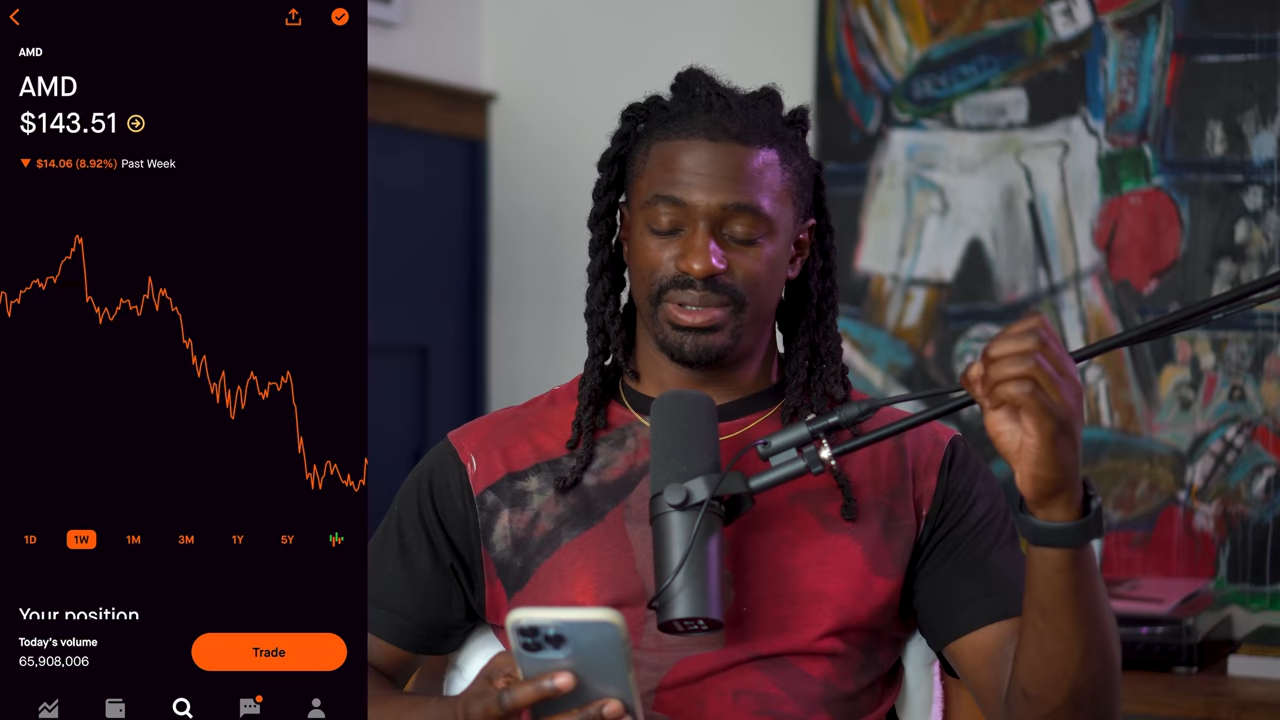 AMD
AMD
$143.51
$14.06 (8.92%) Past Week
1D 1W 1M 3M 1Y 5Y
Your position
Today's volume
65,908,006
Trade